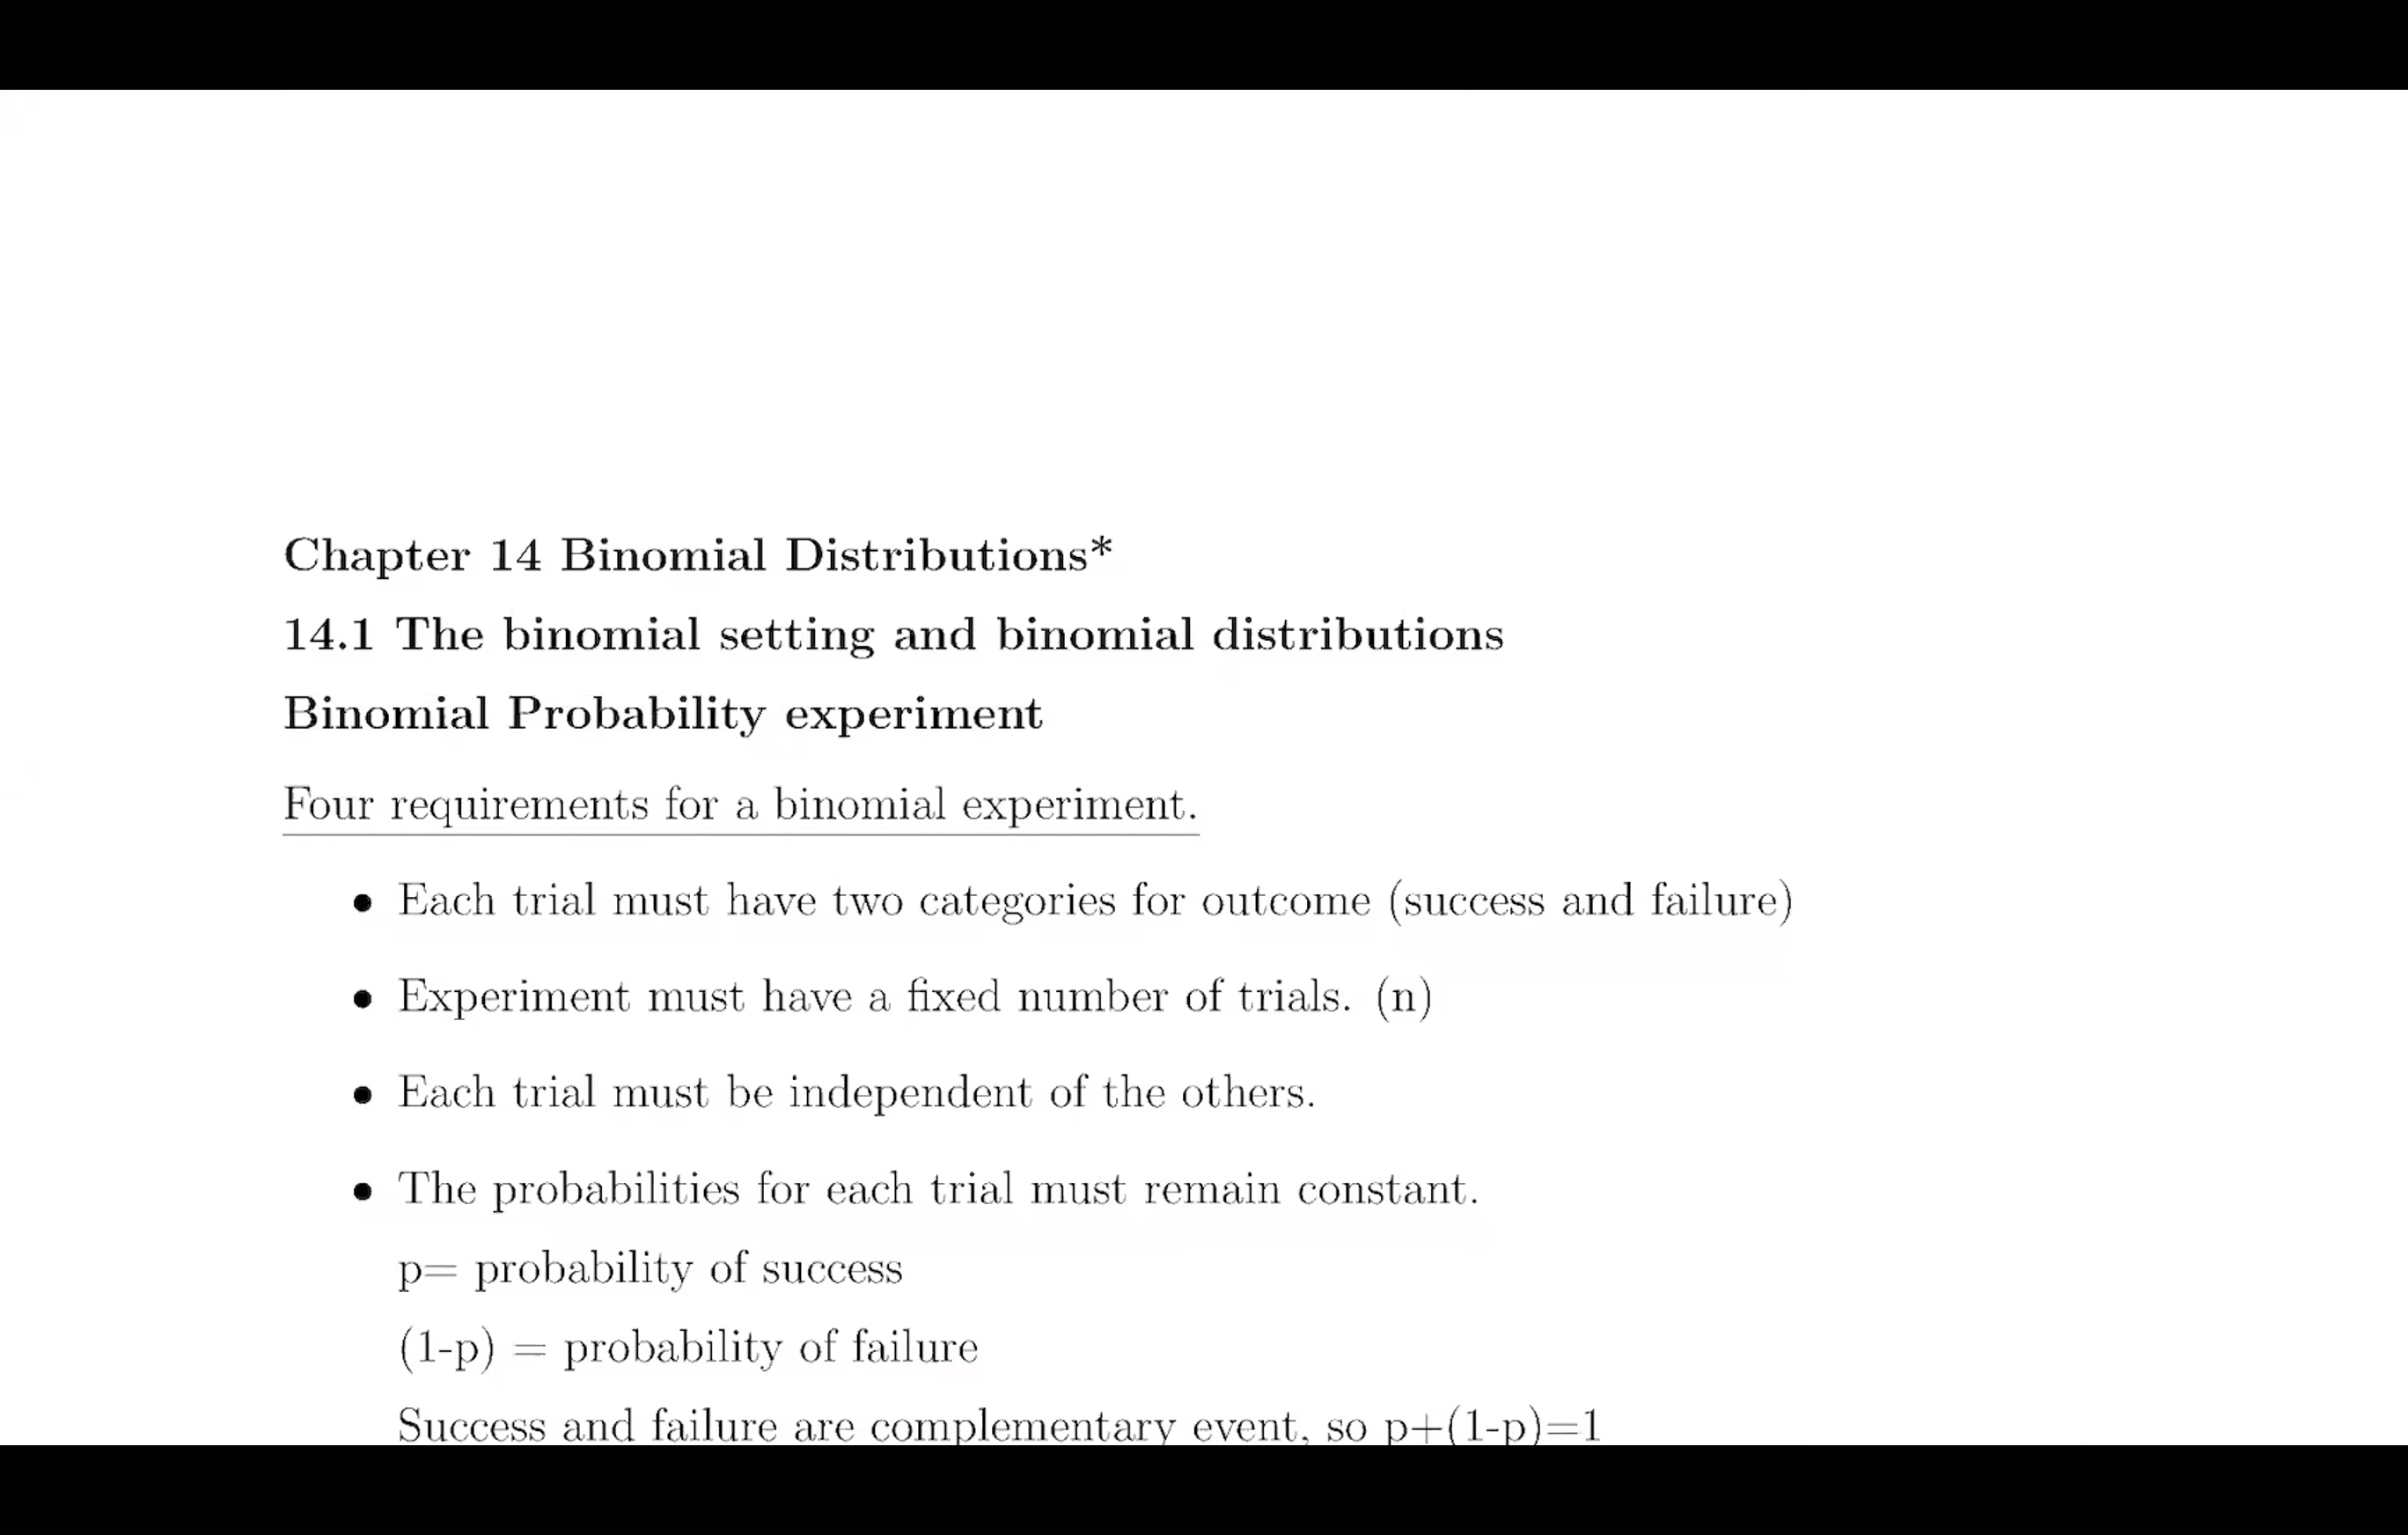 Chapter 14 Binomial Distributions*
14.1 The binomial setting and binomial distributions
Binomial Probability experiment
Four requirements for a binomial experiment.
• Each trial must have two categories for outcome (success and failure)
• Experiment must have a fixed number of trials. (n)
• Each trial must be independent of the others.
• The probabilities for each trial must remain constant.
p= probability of success
(1-p) = probability of failure
Success and failure are complementary event, so p+(1-p)=1